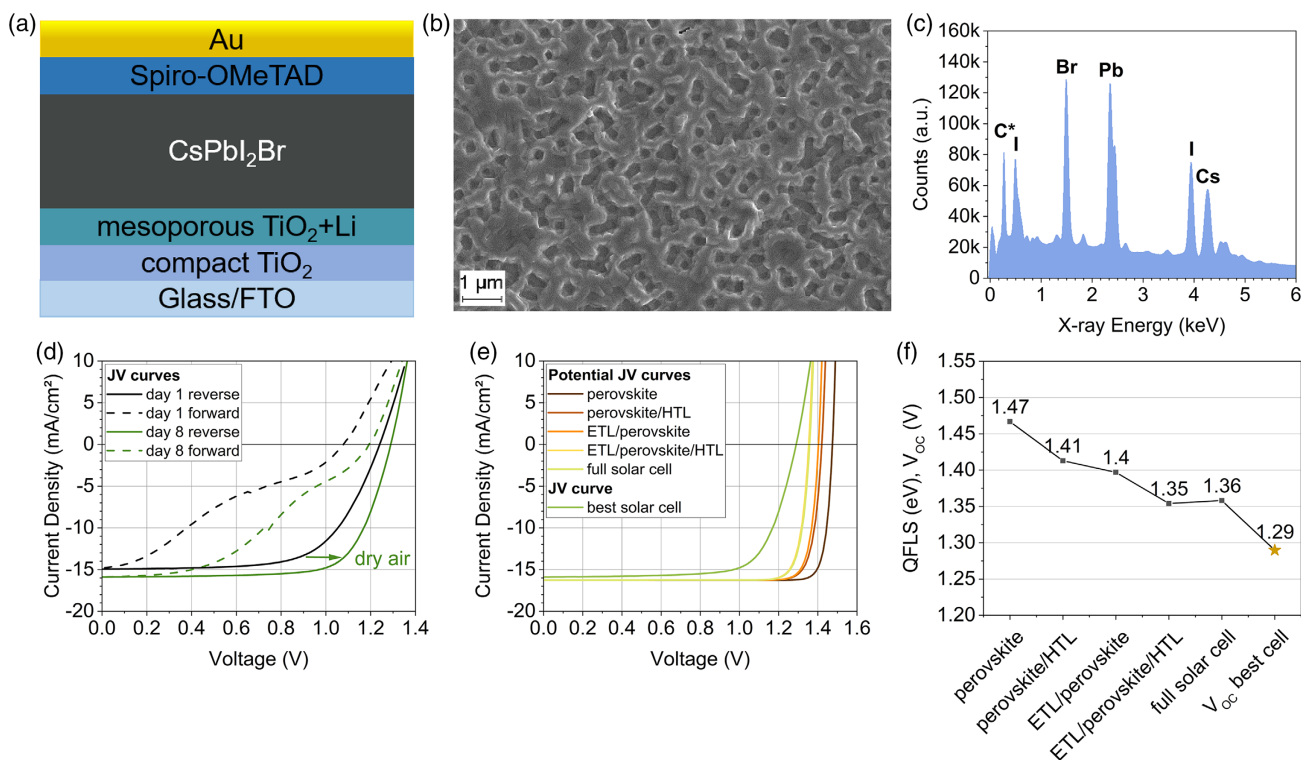 (a)
Au
Spiro-OMeTAD
CsPbI₂Br
mesoporous TiO₂+Li
compact TiO₂
Glass/FTO
(b)
1 µm
(c)
160k
140k
120k
100k
80k
60k
40k
20k
0
Counts (a.u.)
C*
I
Br
Pb
I
Cs
0 1 2 3 4 5 6
X-ray Energy (keV)
(d)
10
5
0
-5
-10
-15
-20
Current Density (mA/cm²)
JV curves
day 1 reverse
day 1 forward
day 8 reverse
day 8 forward
dry air
0.0 0.2 0.4 0.6 0.8 1.0 1.2 1.4
Voltage (V)
(e)
10
5
0
-5
-10
-15
-20
Current Density (mA/cm²)
Potential JV curves
perovskite
perovskite/HTL
ETL/perovskite
ETL/perovskite/HTL
full solar cell
JV curve
best solar cell
0.0 0.2 0.4 0.6 0.8 1.0 1.2 1.4 1.6
Voltage (V)
(f)
1.55
1.50
1.45
1.40
1.35
1.30
1.25
1.20
QFLS (eV), V_OC (V)
1.47
1.41
1.4
1.35
1.36
1.29
perovskite
perovskite/HTL
ETL/perovskite
ETL/perovskite/HTL
full solar cell
V_OC best cell